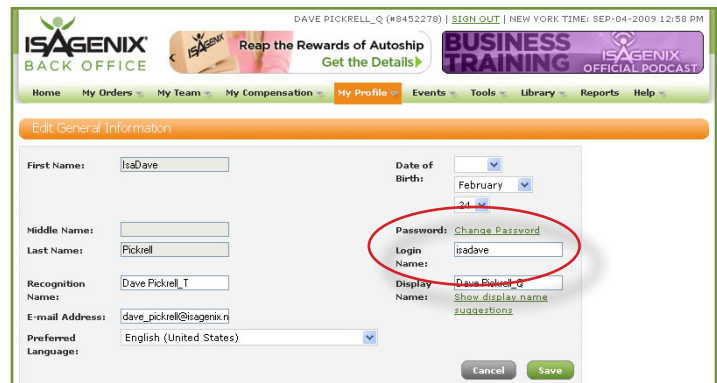 DAVE PICKRELL_Q (#8452278) | SIGN OUT | NEW YORK TIME: SEP-04-2009 12:58 PM
ISAGENIX
BACK OFFICE
ISAGENIX
Reap the Rewards of Autoship
Get the Details
BUSINESS
TRAINING
ISAGENIX
OFFICIAL PODCAST
Home My Orders My Team My Compensation My Profile Events Tools Library Reports Help
Edit General Information
First Name: IsaDave
Date of
Birth:
February
24
Middle Name:
Password: Change Password
Last Name: Pickrell
Login
Name:
isadave
Recognition
Name:
Dave Pickrell_T
Display
Name:
Dave Pickrell_Q
Show display name
suggestions
E-mail Address: dave_pickrell@isagenix.n
Preferred
Language:
English (United States)
Cancel Save